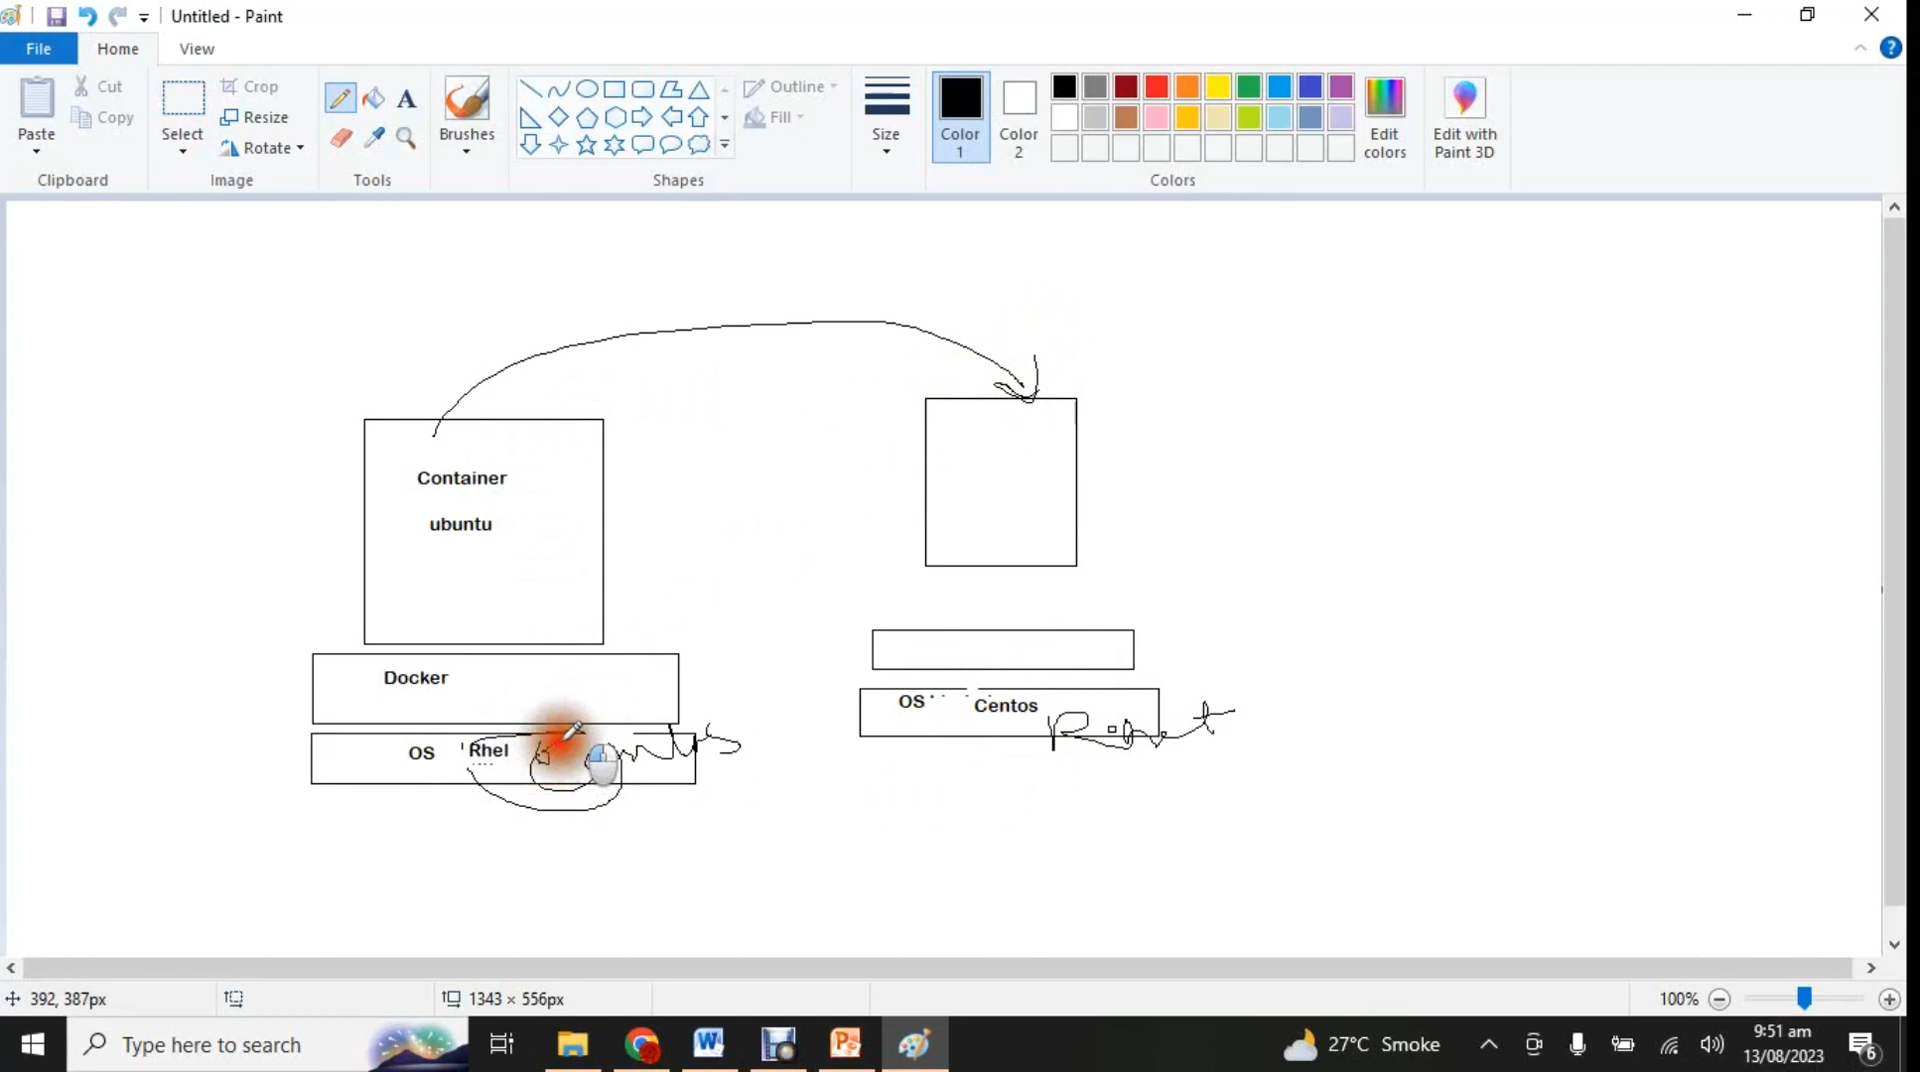 Untitled - Paint
File Home View
Paste
Cut
Copy
Clipboard
Select
Crop
Resize
Rotate
Image
Tools
Brushes
Shapes
Outline
Fill
Size
Color 1
Color 2
Edit colors
Colors
Edit with Paint 3D
Container
ubuntu
Docker
OS Rhel
OS Centos
392, 387px
1343 × 556px
100%
Type here to search
27°C Smoke
9:51 am
13/08/2023
6